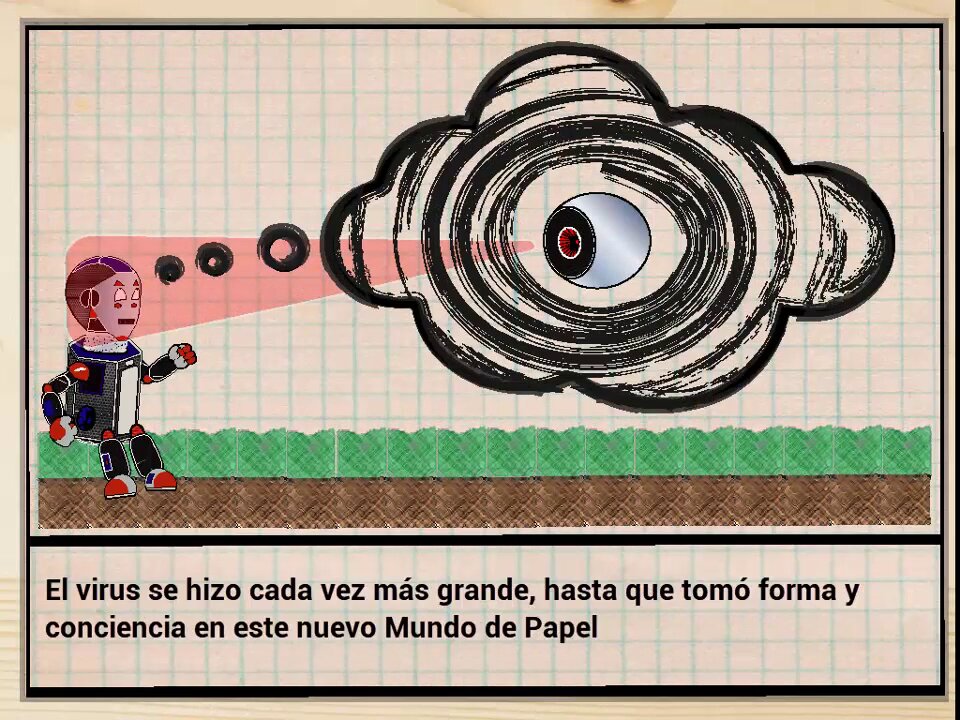 El virus se hizo cada vez más grande, hasta que tomó forma y
conciencia en este nuevo Mundo de Papel